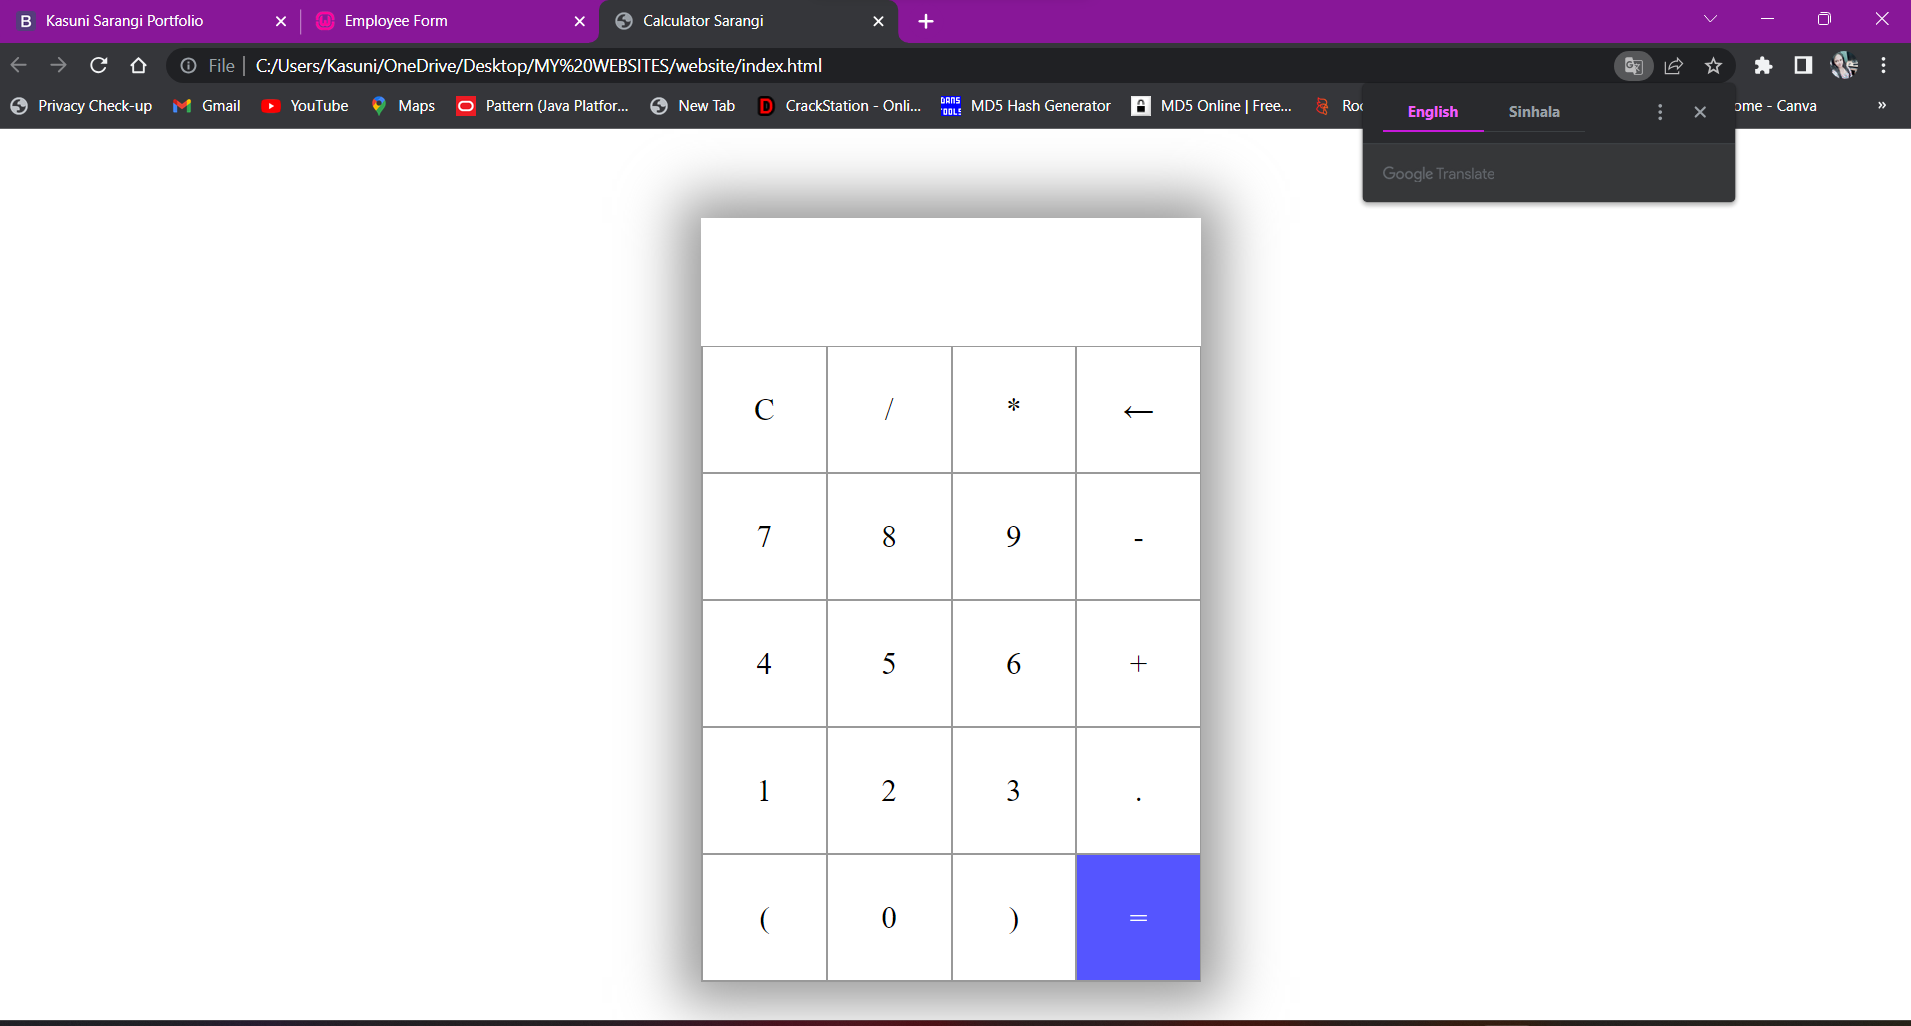 Kasuni Sarangi Portfolio
Employee Form
Calculator Sarangi
File
C:/Users/Kasuni/OneDrive/Desktop/MY%20WEBSITES/website/index.html
Privacy Check-up
Gmail
YouTube
Maps
Pattern (Java Platfor...
New Tab
CrackStation - Onli...
MD5 Hash Generator
MD5 Online | Free...
- Canva
»
English
Sinhala
Google Translate
C / * ←
7 8 9 -
4 5 6 +
1 2 3 .
( 0 ) =